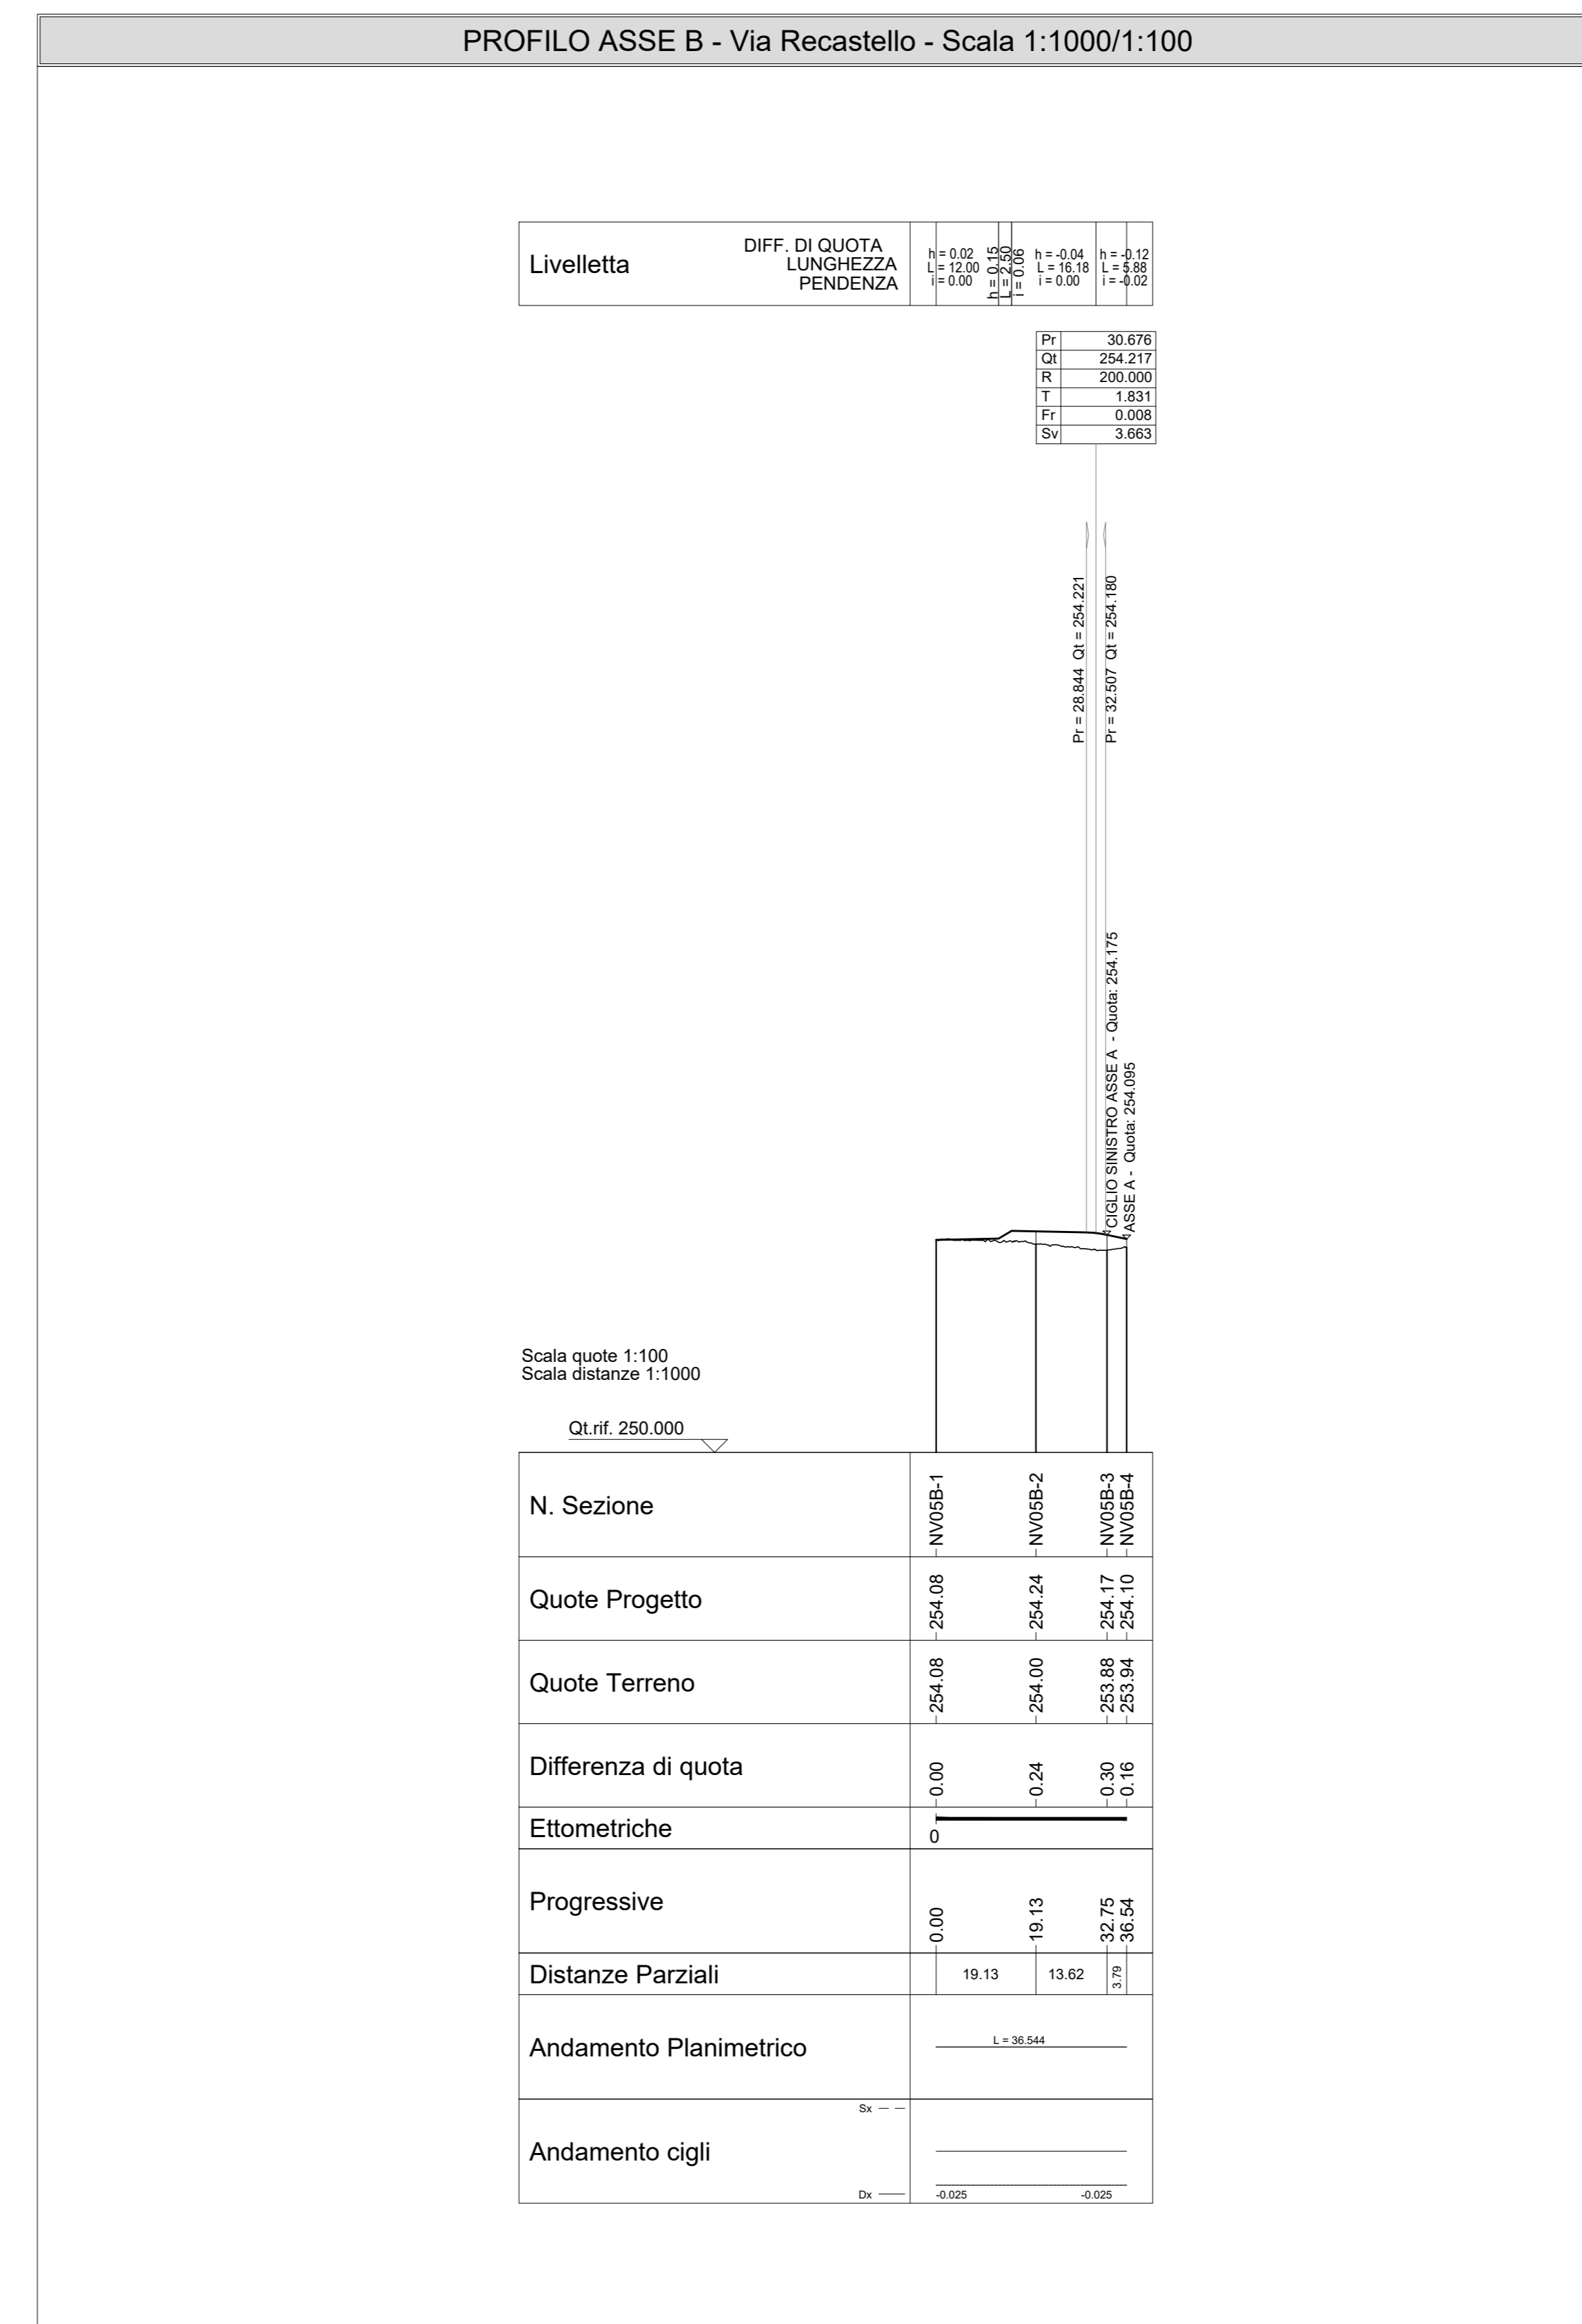 PROFILO ASSE B - Via Recastello - Scala 1:1000/1:100
Livelletta
DIFF. DI QUOTA
LUNGHEZZA
PENDENZA
h = 0.02
L = 12.00
i = 0.00
h = 0.15
L = 2.50
i = 0.06
h = -0.04
L = 16.18
i = 0.00
h = -0.12
L = 5.88
i = -0.02
Pr 30.676
Qt 254.217
R 200.000
T 1.831
Fr 0.008
Sv 3.663
Pr = 28.844 Qt = 254.221
Pr = 32.507 Qt = 254.180
CIGLIO SINISTRO ASSE A - Quota: 254.175
ASSE A - Quota: 254.095
Scala quote 1:100
Scala distanze 1:1000
Qt.rif. 250.000
N. Sezione NV05B-1 NV05B-2 NV05B-3 NV05B-4
Quote Progetto 254.08 254.24 254.17 254.10
Quote Terreno 254.08 254.00 253.88 253.94
Differenza di quota 0.00 0.24 0.30 0.16
Ettometriche 0
Progressive 0.00 19.13 32.75 36.54
Distanze Parziali 19.13 13.62 3.79
Andamento Planimetrico L = 36.544
Sx
Andamento cigli
Dx -0.025 -0.025